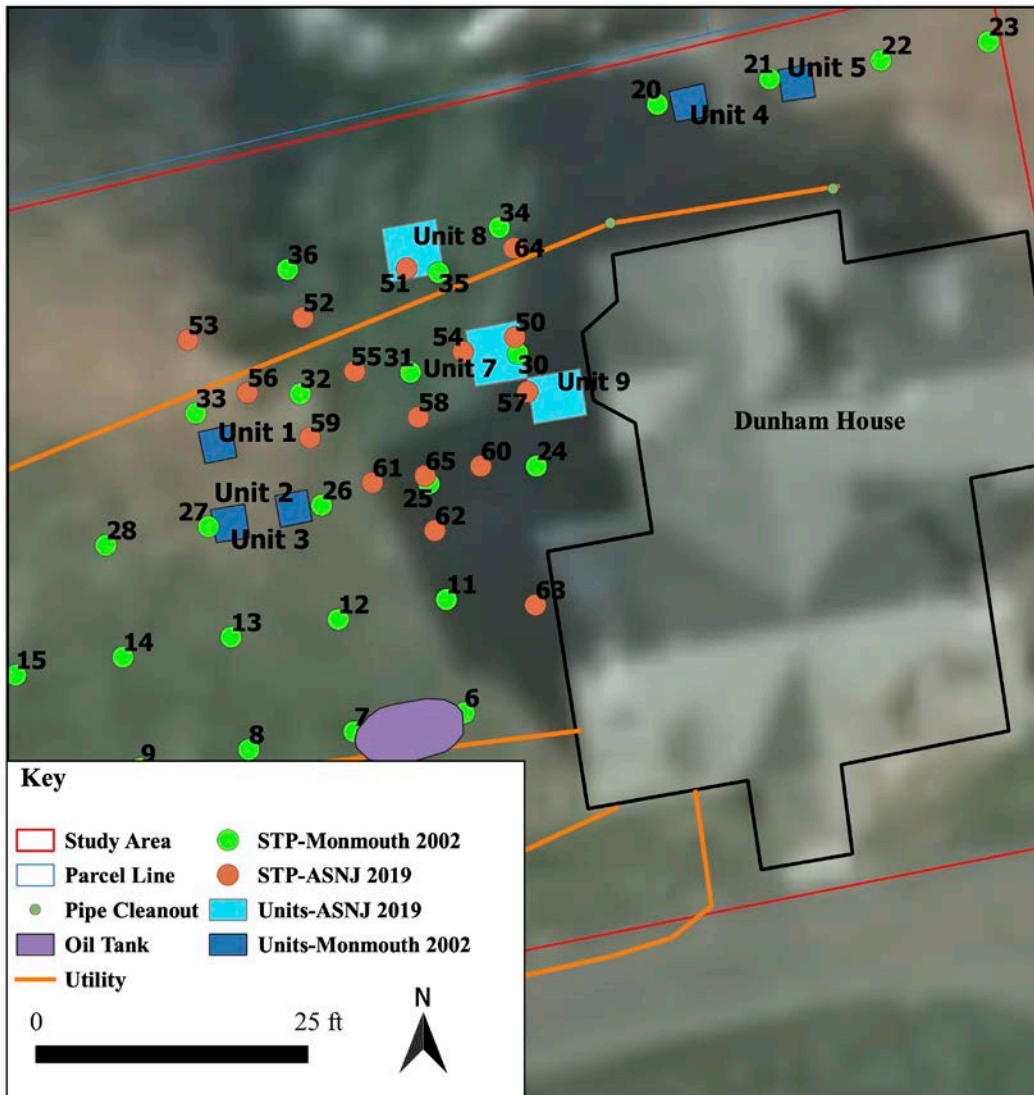 23
22
21
Unit 5
20
Unit 4
34
Unit 8
64
36
51
35
52
53
50
54
55
31
Unit 7
30
Unit 9
56
32
57
33
58
Unit 1
59
Dunham House
60
24
61
65
Unit 2
26
25
27
Unit 3
62
28
11
63
12
13
14
15
6
7
8
9
Key
Study Area
STP-Monmouth 2002
Parcel Line
STP-ASNJ 2019
Pipe Cleanout
Units-ASNJ 2019
Oil Tank
Units-Monmouth 2002
Utility
0
25 ft
N